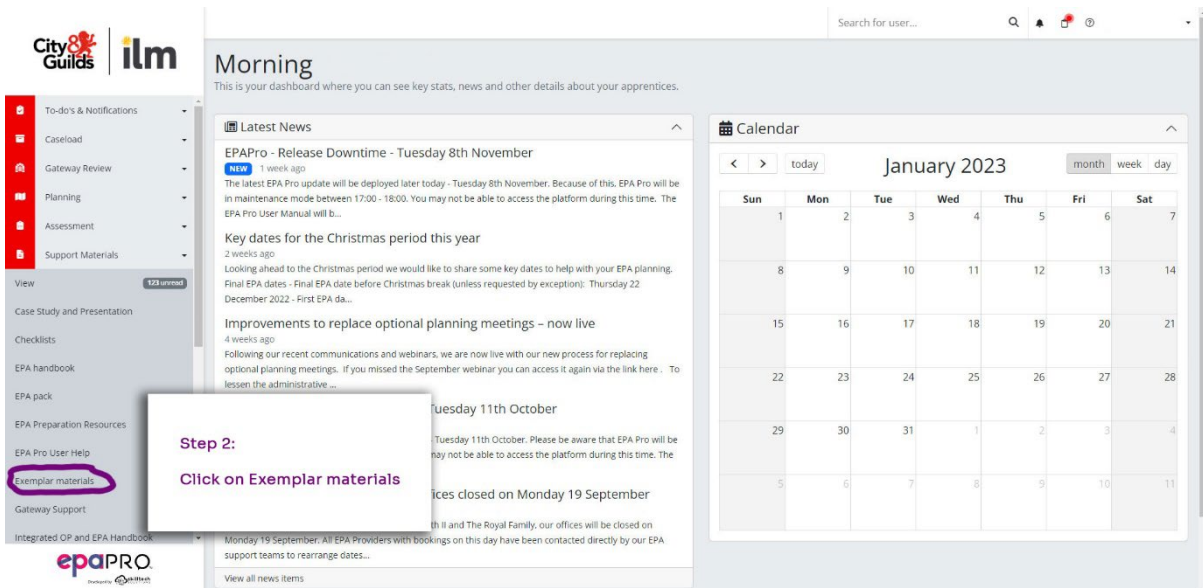 City&
Guilds
ilm
Search for user...
Morning
This is your dashboard where you can see key stats, news and other details about your apprentices.
To-do's & Notifications
Caseload
Gateway Review
Planning
Assessment
Support Materials
View
123 unread
Case Study and Presentation
Checklists
EPA handbook
EPA pack
EPA Preparation Resources
EPA Pro User Help
Exemplar materials
Gateway Support
Integrated OP and EPA Handbook
epaPRO
Latest News
EPAPro - Release Downtime - Tuesday 8th November
NEW 1 week ago
The latest EPA Pro update will be deployed later today - Tuesday 8th November. Because of this, EPA Pro will be
in maintenance mode between 17:00 - 18:00. You may not be able to access the platform during this time. The
EPA Pro User Manual will b...
Key dates for the Christmas period this year
2 weeks ago
Looking ahead to the Christmas period we would like to share some key dates to help with your EPA planning.
Final EPA dates - Final EPA date before Christmas break (unless requested by exception): Thursday 22
December 2022 - First EPA da...
Improvements to replace optional planning meetings – now live
4 weeks ago
Following our recent communications and webinars, we are now live with our new process for replacing
optional planning meetings. If you missed the September webinar you can access it again via the link here . To
lessen the administrative ...
Tuesday 11th October
- Tuesday 11th October. Please be aware that EPA Pro will be
may not be able to access the platform during this time. The
ices closed on Monday 19 September
th II and The Royal Family, our offices will be closed on
Monday 19 September. All EPA Providers with bookings on this day have been contacted directly by our EPA
support teams to rearrange dates...
View all news items
Step 2:
Click on Exemplar materials
Calendar
today
January 2023
month week day
Sun Mon Tue Wed Thu Fri Sat
1 2 3 4 5 6 7
8 9 10 11 12 13 14
15 16 17 18 19 20 21
22 23 24 25 26 27 28
29 30 31 1 2 3 4
5 6 7 8 9 10 11